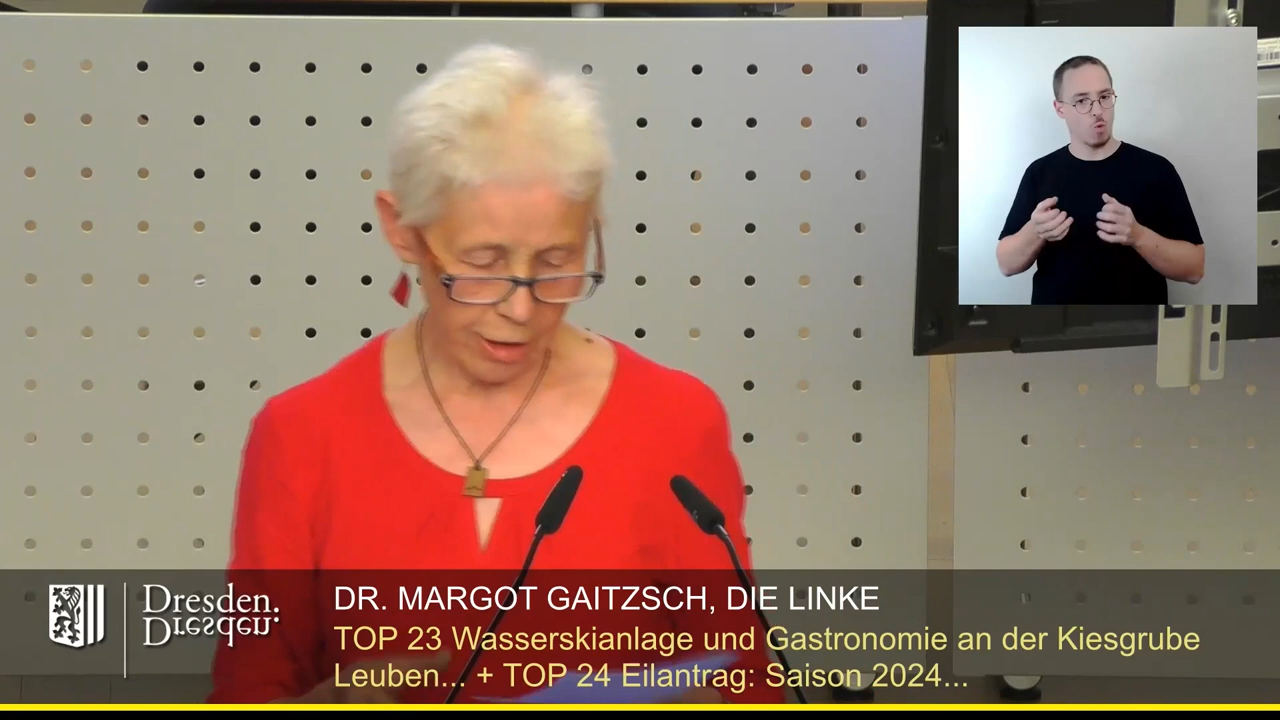 Dresden.
Dresden.
DR. MARGOT GAITZSCH, DIE LINKE
TOP 23 Wasserskianlage und Gastronomie an der Kiesgrube
Leuben... + TOP 24 Eilantrag: Saison 2024...